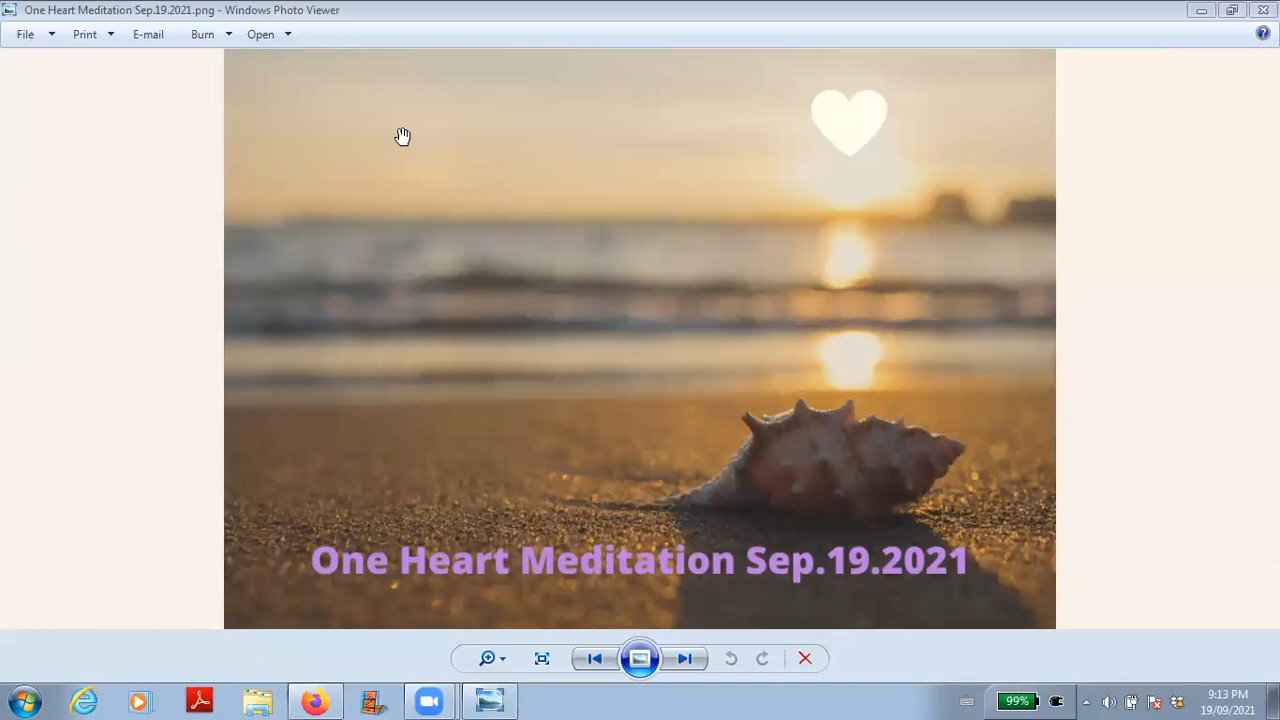 One Heart Meditation Sep.19.2021.png - Windows Photo Viewer
File Print E-mail Burn Open
One Heart Meditation Sep.19.2021
99%
9:13 PM
19/09/2021